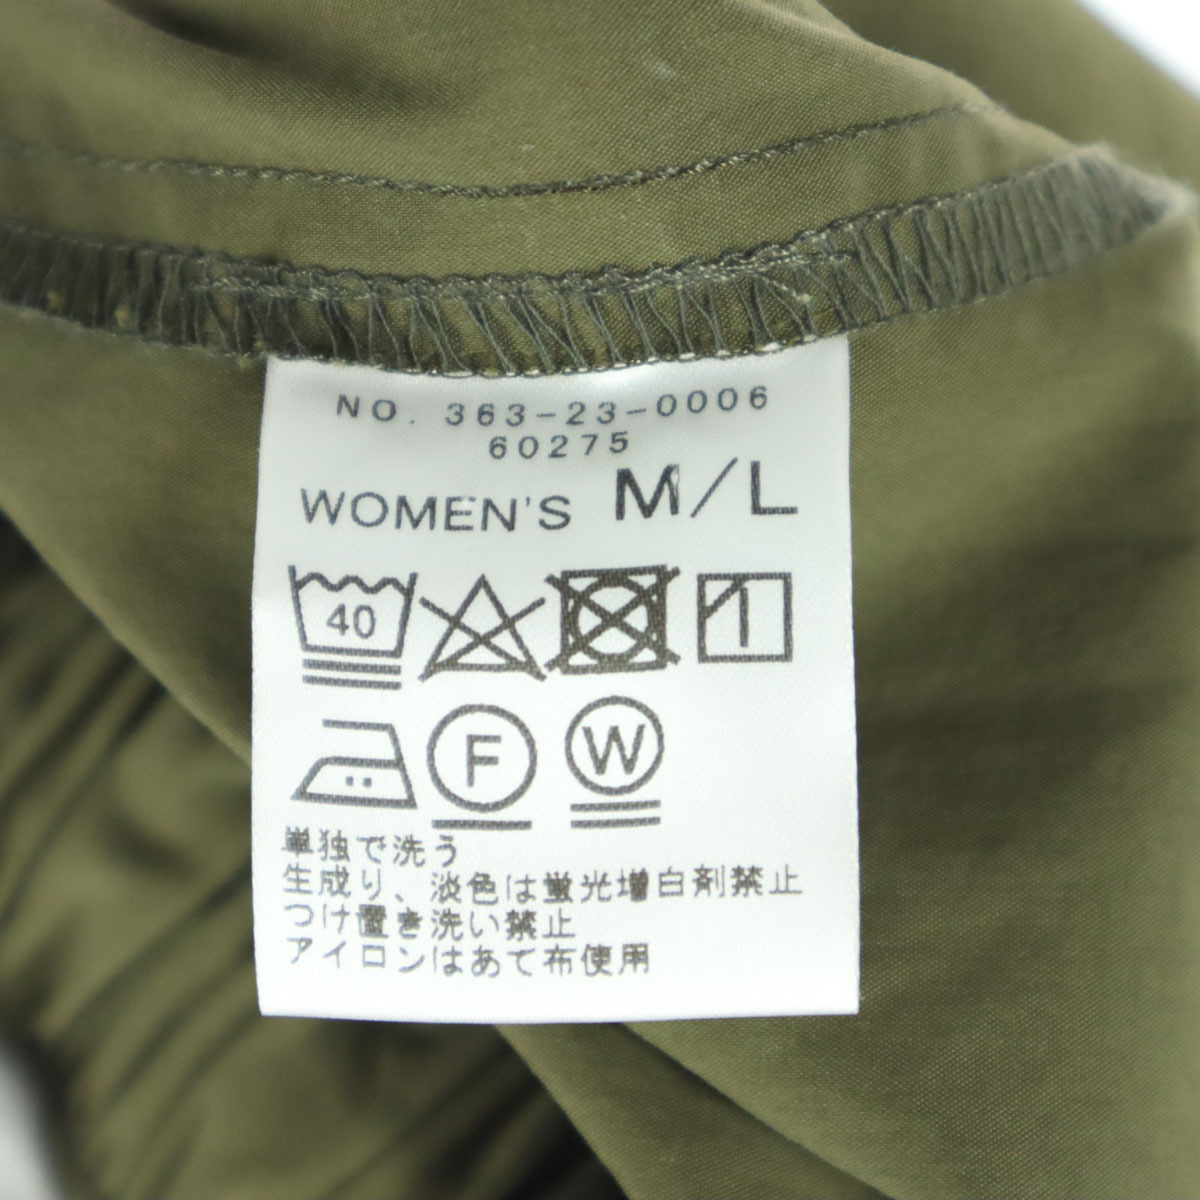 NO. 363-23-0006
60275
WOMEN'S M/L
40
F W
単独で洗う
生成り、淡色は蛍光増白剤禁止
つけ置き洗い禁止
アイロンはあて布使用